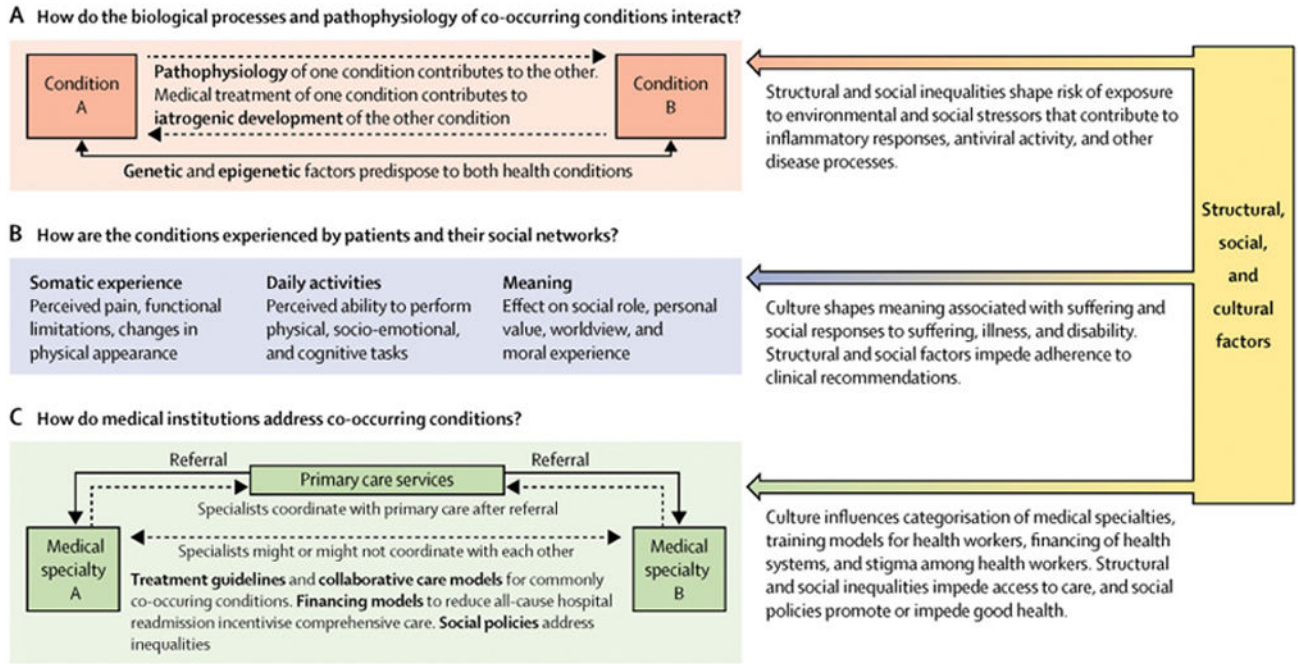 A How do the biological processes and pathophysiology of co-occurring conditions interact?
Condition
A
Pathophysiology of one condition contributes to the other.
Medical treatment of one condition contributes to
iatrogenic development of the other condition
Condition
B
Genetic and epigenetic factors predispose to both health conditions
Structural and social inequalities shape risk of exposure
to environmental and social stressors that contribute to
inflammatory responses, antiviral activity, and other
disease processes.
Structural,
social,
and
cultural
factors
B How are the conditions experienced by patients and their social networks?
Somatic experience
Perceived pain, functional
limitations, changes in
physical appearance
Daily activities
Perceived ability to perform
physical, socio-emotional,
and cognitive tasks
Meaning
Effect on social role, personal
value, worldview, and
moral experience
Culture shapes meaning associated with suffering and
social responses to suffering, illness, and disability.
Structural and social factors impede adherence to
clinical recommendations.
C How do medical institutions address co-occurring conditions?
Referral
Primary care services
Referral
Specialists coordinate with primary care after referral
Medical
specialty
A
Specialists might or might not coordinate with each other
Medical
specialty
B
Treatment guidelines and collaborative care models for commonly
co-occuring conditions. Financing models to reduce all-cause hospital
readmission incentivise comprehensive care. Social policies address
inequalities
Culture influences categorisation of medical specialties,
training models for health workers, financing of health
systems, and stigma among health workers. Structural
and social inequalities impede access to care, and social
policies promote or impede good health.